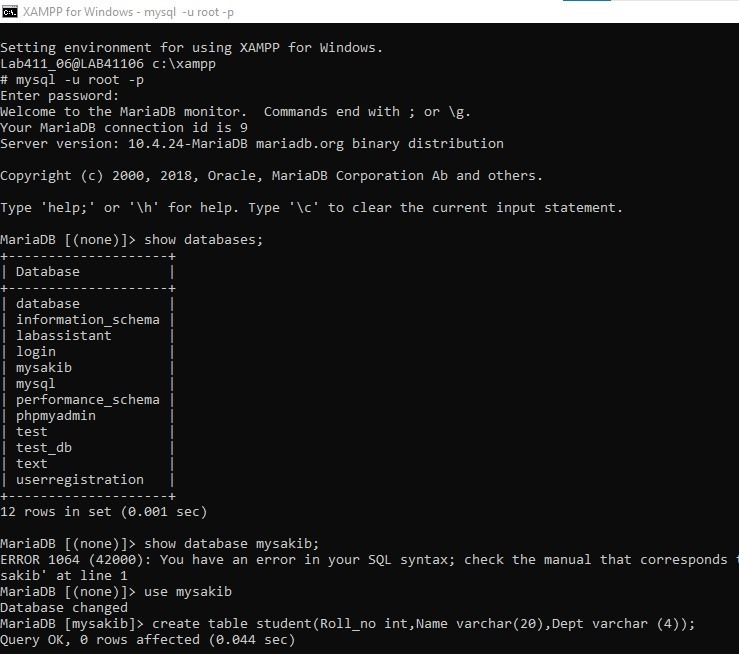 XAMPP for Windows - mysql -u root -p
Setting environment for using XAMPP for Windows.
Lab411_06@LAB41106 c:\xampp
# mysql -u root -p
Enter password:
Welcome to the MariaDB monitor.  Commands end with ; or \g.
Your MariaDB connection id is 9
Server version: 10.4.24-MariaDB mariadb.org binary distribution
Copyright (c) 2000, 2018, Oracle, MariaDB Corporation Ab and others.
Type 'help;' or '\h' for help. Type '\c' to clear the current input statement.
MariaDB [(none)]> show databases;
+--------------------+
| Database           |
+--------------------+
| database           |
| information_schema |
| labassistant       |
| login              |
| mysakib            |
| mysql              |
| performance_schema |
| phpmyadmin         |
| test               |
| test_db            |
| text               |
| userregistration   |
+--------------------+
12 rows in set (0.001 sec)
MariaDB [(none)]> show database mysakib;
ERROR 1064 (42000): You have an error in your SQL syntax; check the manual that corresponds
sakib' at line 1
MariaDB [(none)]> use mysakib
Database changed
MariaDB [mysakib]> create table student(Roll_no int,Name varchar(20),Dept varchar (4));
Query OK, 0 rows affected (0.044 sec)